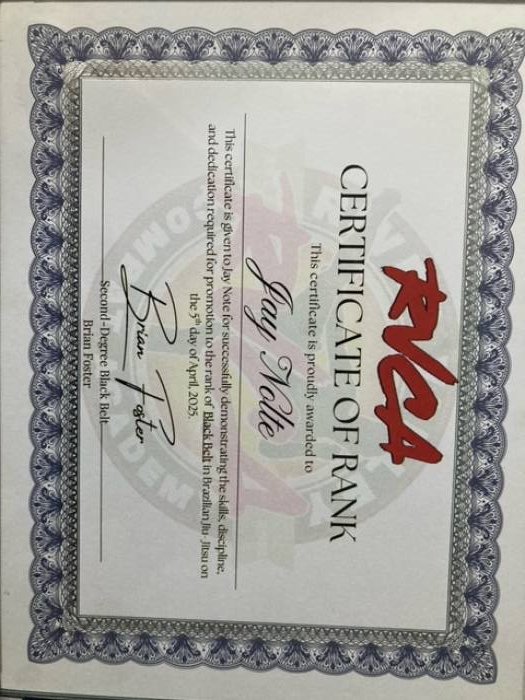 RVCA
CERTIFICATE OF RANK
This certificate is proudly awarded to
Jay Nolte
This certificate is given to Jay Note for successfully demonstrating the skills, discipline,
and dedication required for promotion to the rank of Black Belt in Brazilian Jiu-Jitsu on
the 5th day of April, 2025.
Brian Foster
Second-Degree Black Belt
Brian Foster